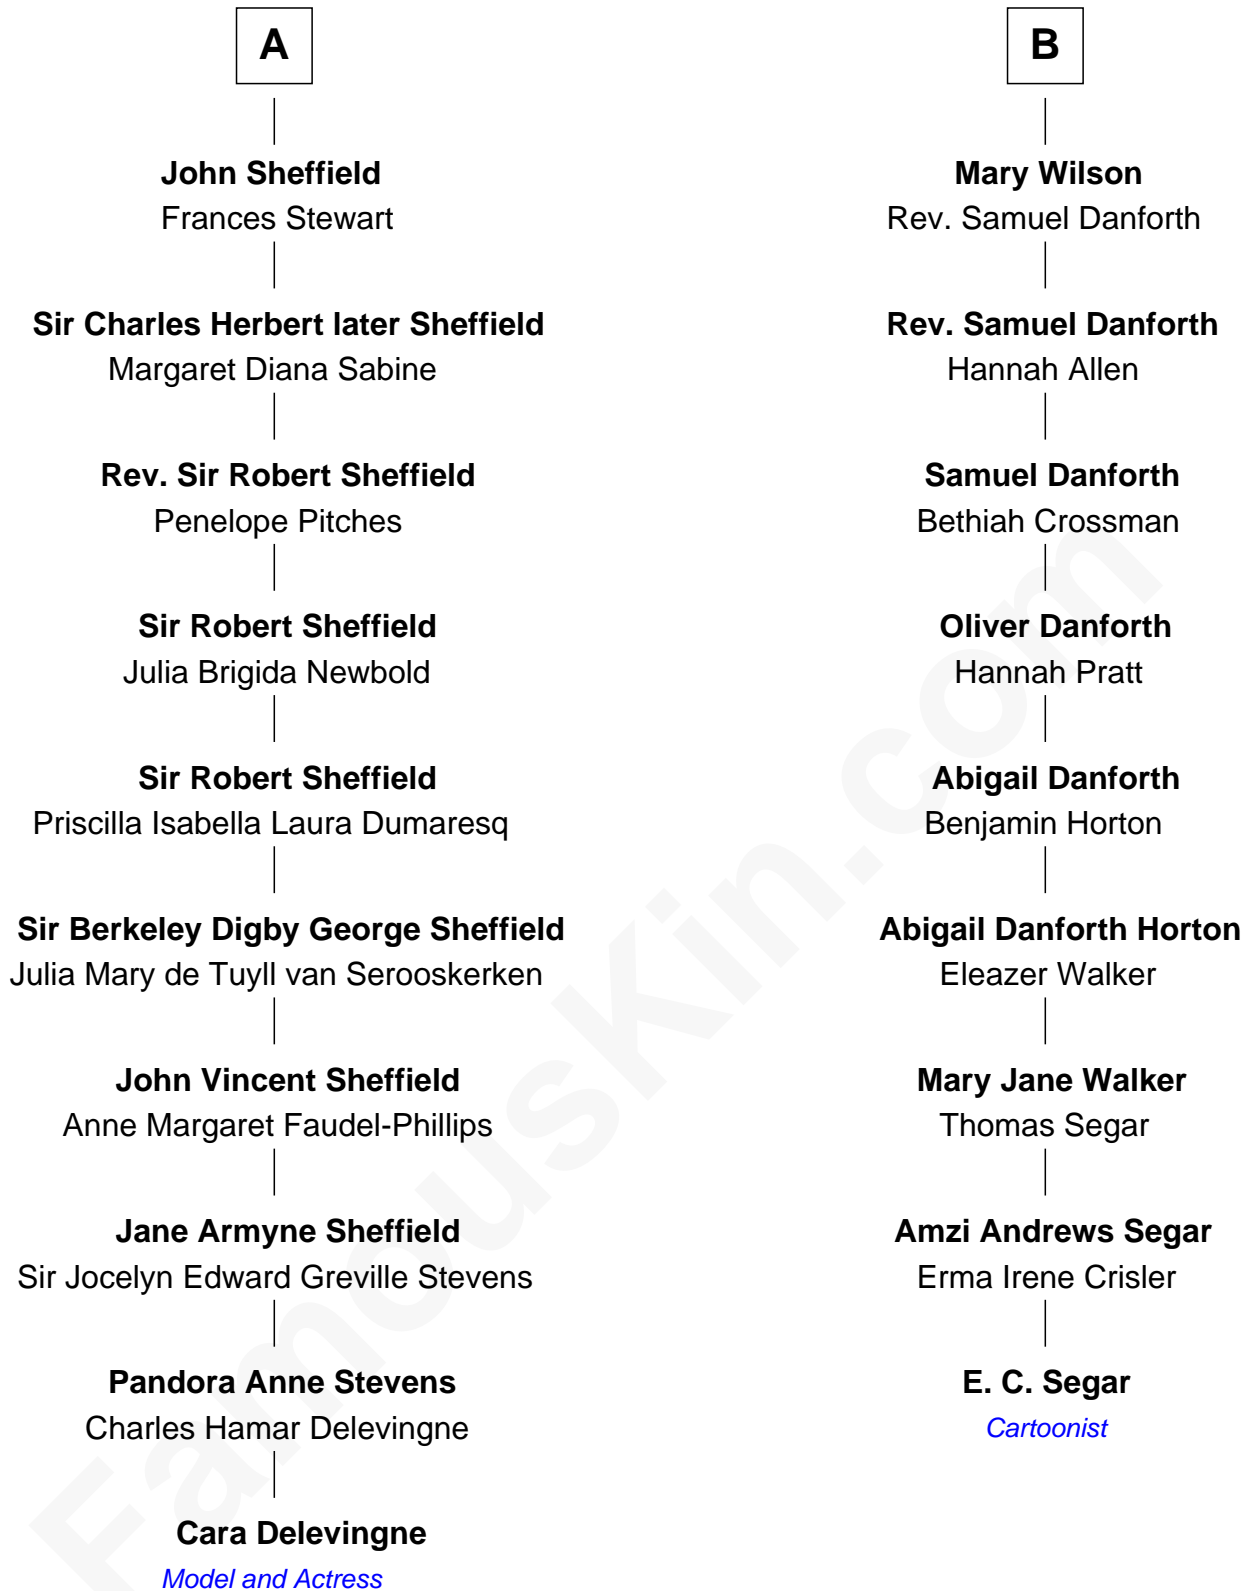 A
John Sheffield
Frances Stewart
Sir Charles Herbert later Sheffield
Margaret Diana Sabine
Rev. Sir Robert Sheffield
Penelope Pitches
Sir Robert Sheffield
Julia Brigida Newbold
Sir Robert Sheffield
Priscilla Isabella Laura Dumaresq
Sir Berkeley Digby George Sheffield
Julia Mary de Tuyll van Serooskerken
John Vincent Sheffield
Anne Margaret Faudel-Phillips
Jane Armyne Sheffield
Sir Jocelyn Edward Greville Stevens
Pandora Anne Stevens
Charles Hamar Delevingne
Cara Delevingne
Model and Actress
B
Mary Wilson
Rev. Samuel Danforth
Rev. Samuel Danforth
Hannah Allen
Samuel Danforth
Bethiah Crossman
Oliver Danforth
Hannah Pratt
Abigail Danforth
Benjamin Horton
Abigail Danforth Horton
Eleazer Walker
Mary Jane Walker
Thomas Segar
Amzi Andrews Segar
Erma Irene Crisler
E. C. Segar
Cartoonist
FamousKin.com